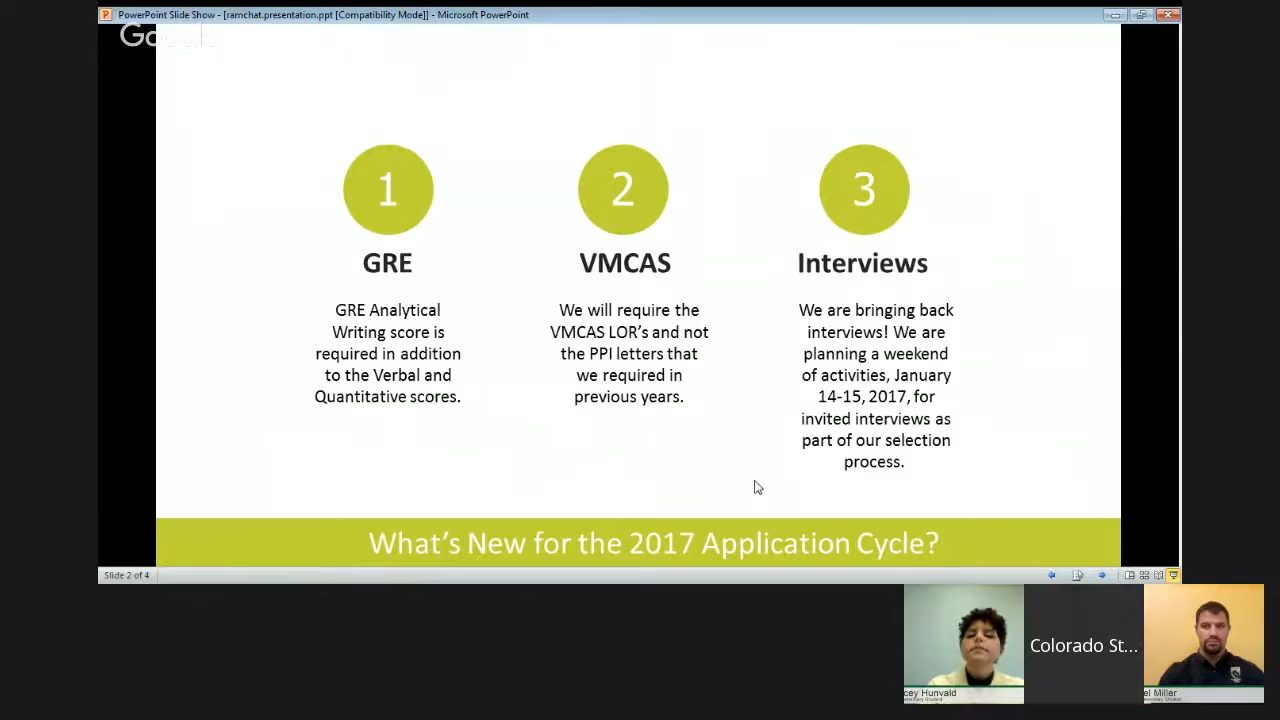 PowerPoint Slide Show - [ramchat.presentation.ppt [Compatibility Mode]] - Microsoft PowerPoint
Google
1
2
3
GRE
VMCAS
Interviews
GRE Analytical
Writing score is
required in addition
to the Verbal and
Quantitative scores.
We will require the
VMCAS LOR's and not
the PPI letters that
we required in
previous years.
We are bringing back
interviews! We are
planning a weekend
of activities, January
14-15, 2017, for
invited interviews as
part of our selection
process.
What's New for the 2017 Application Cycle?
Slide 2 of 4
Colorado St...
cey Hunvald
el Miller